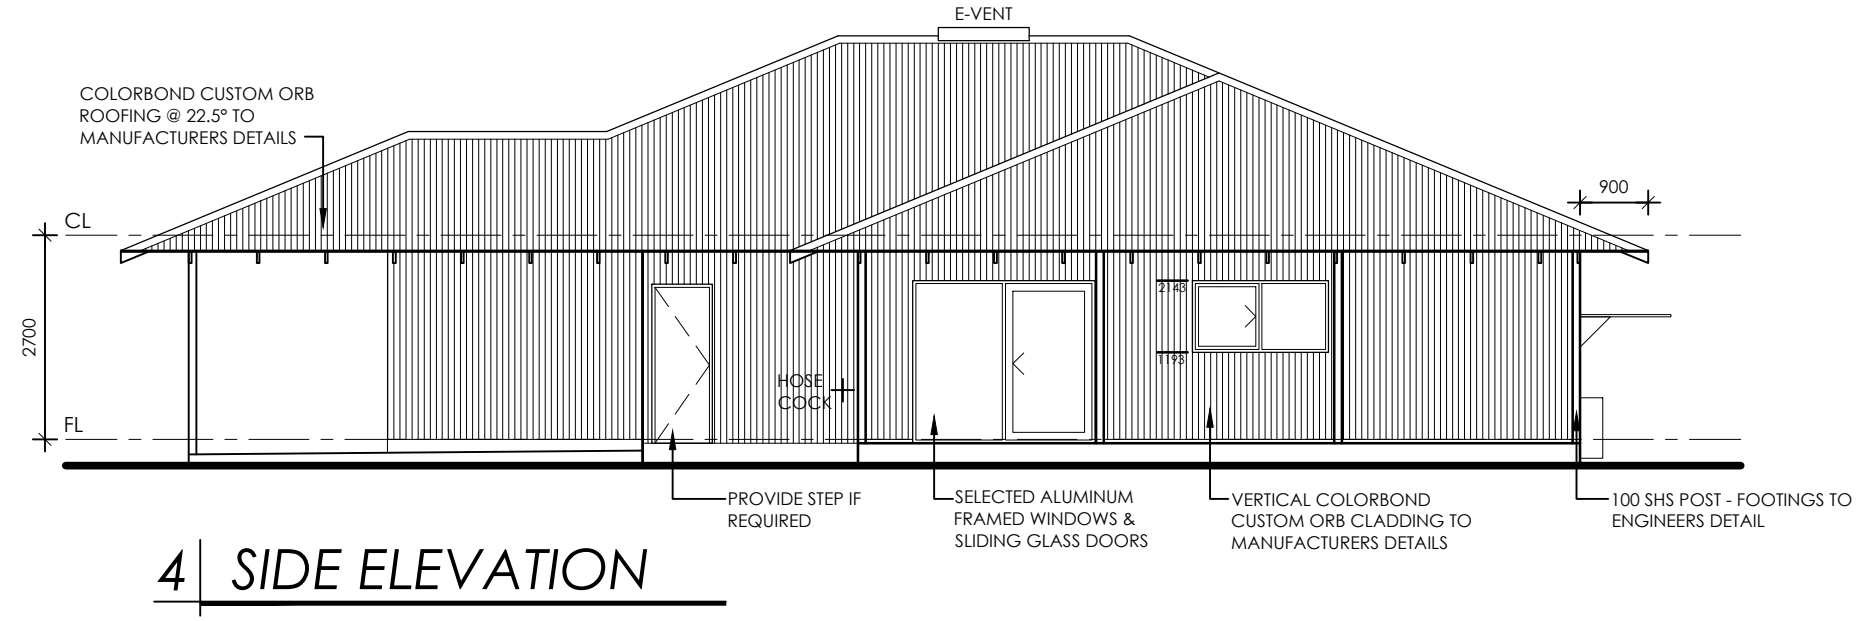 E-VENT
COLORBOND CUSTOM ORB
ROOFING @ 22.5° TO
MANUFACTURERS DETAILS
900
CL
2700
2143
1193
HOSE
COCK
FL
PROVIDE STEP IF
REQUIRED
SELECTED ALUMINUM
FRAMED WINDOWS &
SLIDING GLASS DOORS
VERTICAL COLORBOND
CUSTOM ORB CLADDING TO
MANUFACTURERS DETAILS
100 SHS POST - FOOTINGS TO
ENGINEERS DETAIL
4 SIDE ELEVATION